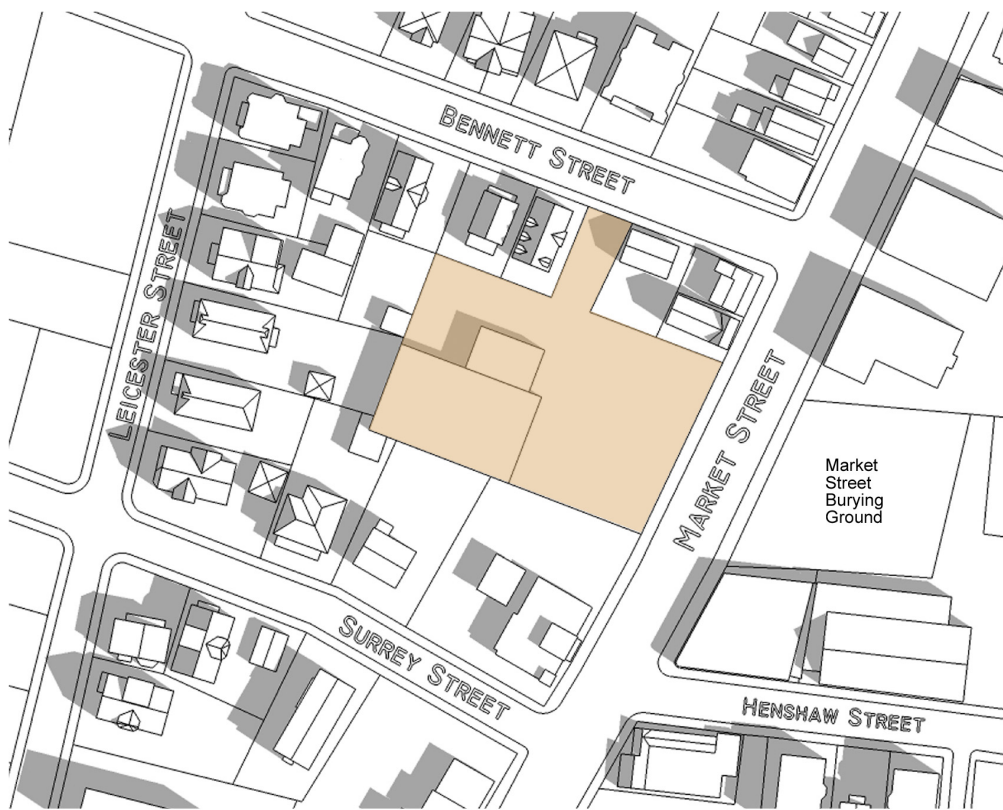 BENNETT STREET
LEICESTER STREET
MARKET STREET
Market
Street
Burying
Ground
SURREY STREET
HENSHAW STREET